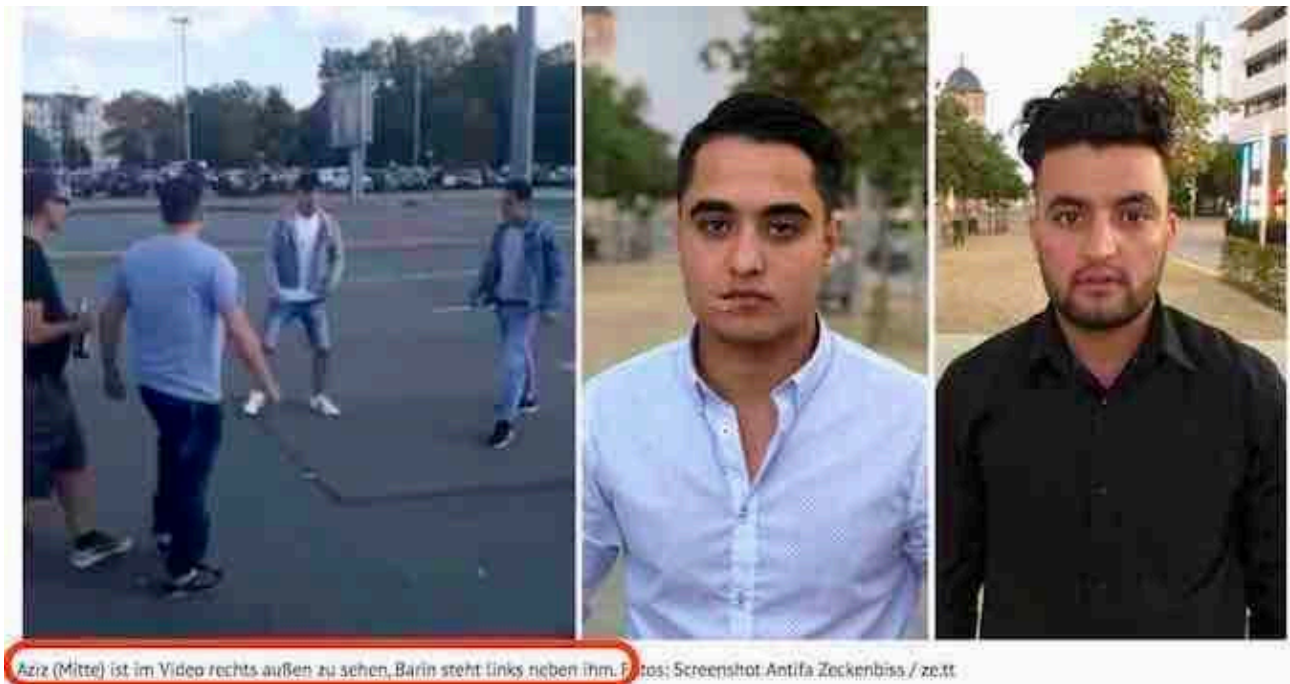 Aziz (Mitte) ist im Video rechts außen zu sehen, Barin steht links neben ihm. Fotos: Screenshot Antifa Zeckenbiss / ze.tt